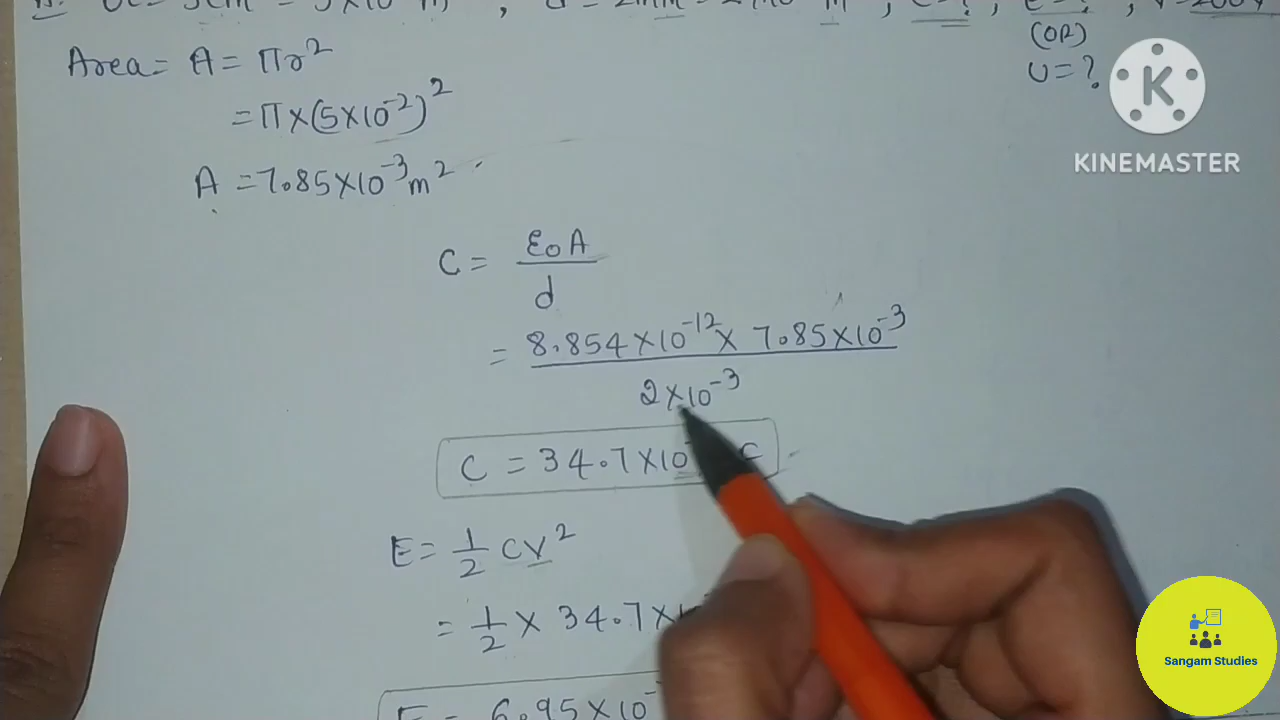 (OR)
U = ?
Area = A = πr²
= π×(5×10⁻²)²
A = 7.85×10⁻³m²
C = ε₀A
d
= 8.854×10⁻¹²× 7.85×10⁻³
2×10⁻³
C = 34.7×10 C
E = 1/2 CV²
= 1/2 × 34.7×
6.95×10
KINEMASTER
Sangam Studies